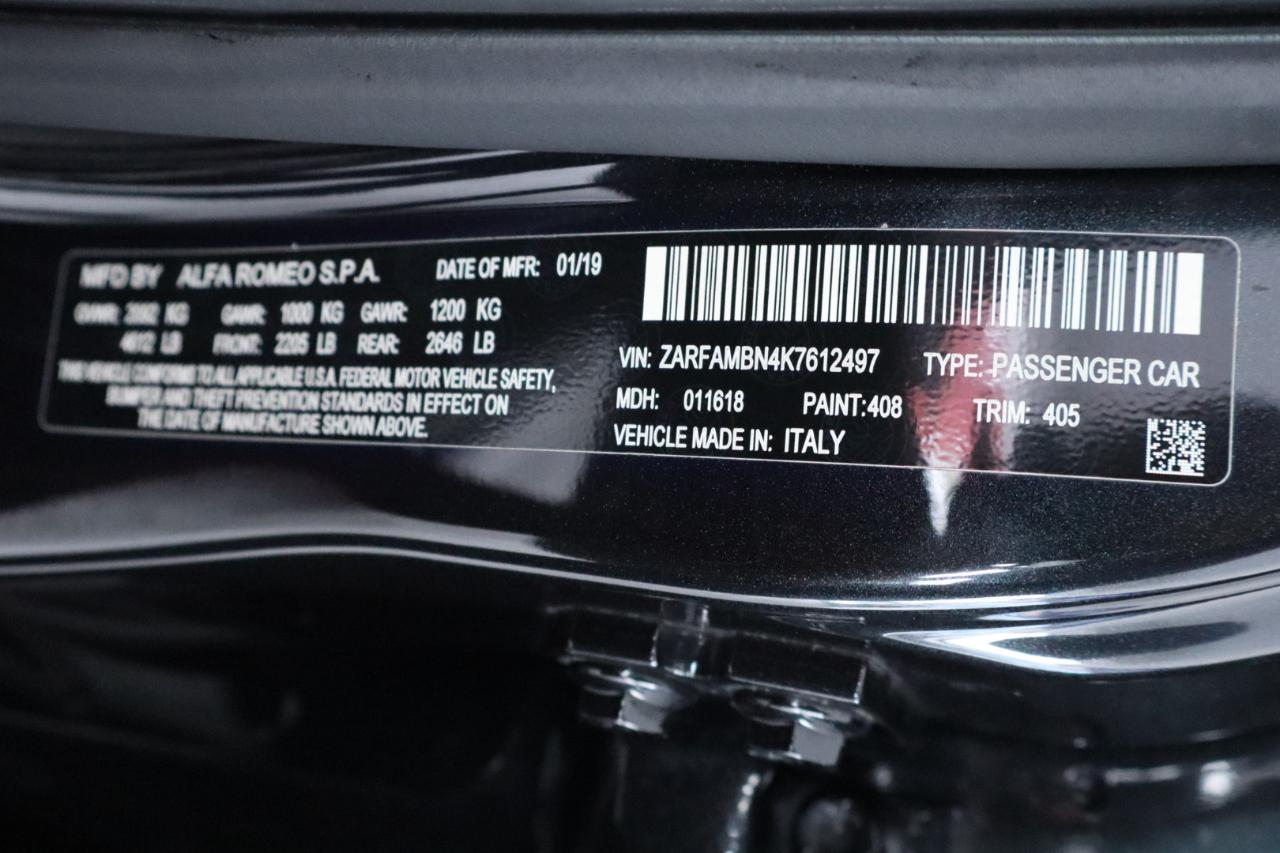 MFD BY ALFA ROMEO S.P.A. DATE OF MFR: 01/19
GVWR: 2092 KG GAWR: 1000 KG GAWR: 1200 KG
4612 LB FRONT: 2205 LB REAR: 2646 LB
THIS VEHICLE CONFORMS TO ALL APPLICABLE U.S.A. FEDERAL MOTOR VEHICLE SAFETY,
BUMPER AND THEFT PREVENTION STANDARDS IN EFFECT ON
THE DATE OF MANUFACTURE SHOWN ABOVE.
VIN: ZARFAMBN4K7612497 TYPE: PASSENGER CAR
MDH: 011618 PAINT:408 TRIM: 405
VEHICLE MADE IN: ITALY